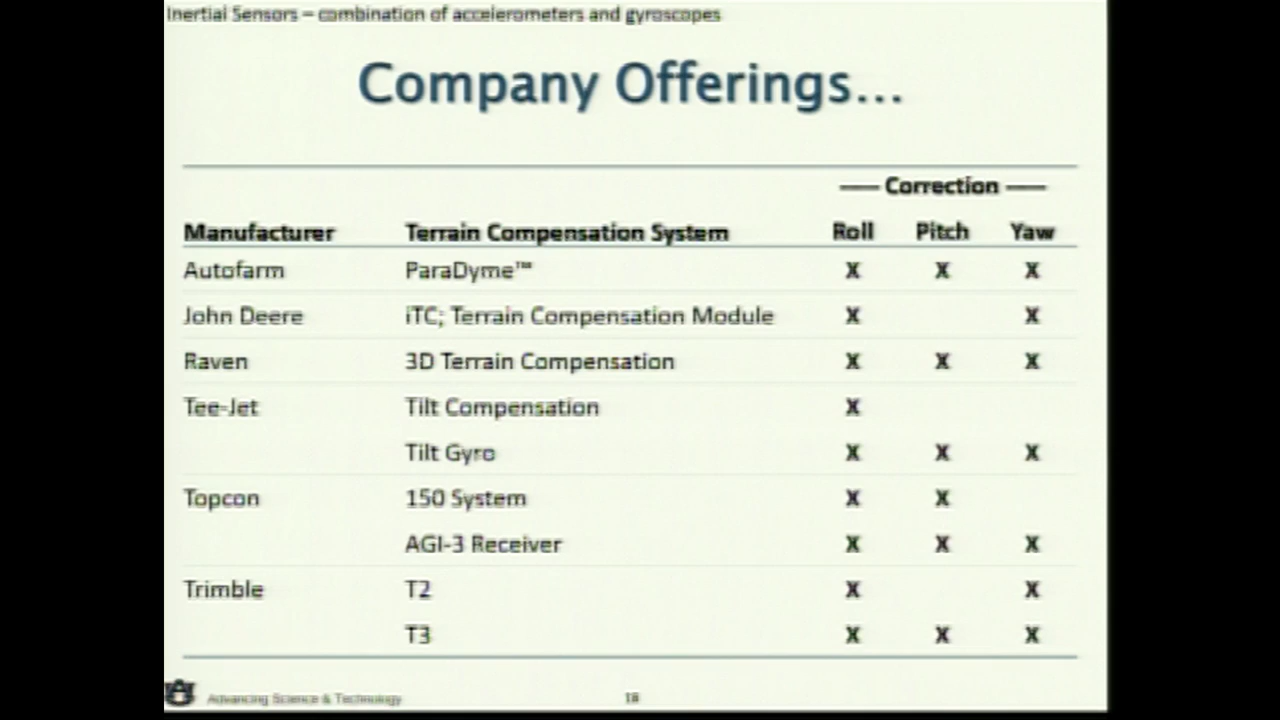 Inertial Sensors – combination of accelerometers and gyroscopes
Company Offerings...
Correction
Manufacturer Terrain Compensation System Roll Pitch Yaw
Autofarm ParaDyme™ X X X
John Deere iTC; Terrain Compensation Module X X
Raven 3D Terrain Compensation X X X
Tee-Jet Tilt Compensation X
Tilt Gyro X X X
Topcon 150 System X X
AGI-3 Receiver X X X
Trimble T2 X X
T3 X X X
Advancing Science & Technology 18